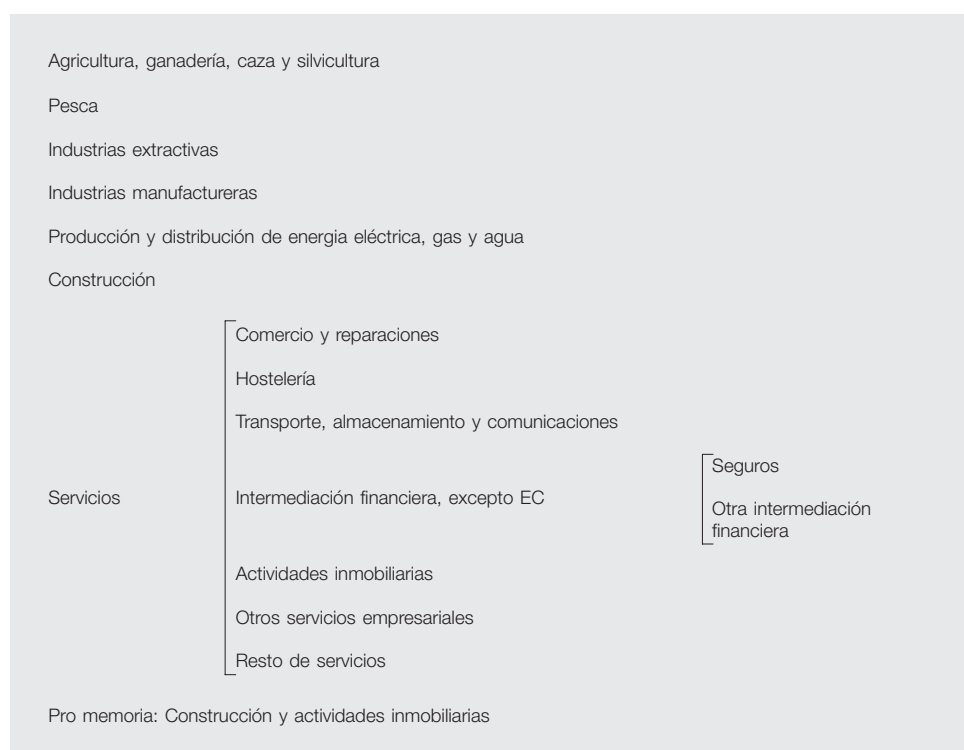 Agricultura, ganadería, caza y silvicultura
Pesca
Industrias extractivas
Industrias manufactureras
Producción y distribución de energia eléctrica, gas y agua
Construcción
Servicios
Comercio y reparaciones
Hostelería
Transporte, almacenamiento y comunicaciones
Intermediación financiera, excepto EC
Seguros
Otra intermediación
financiera
Actividades inmobiliarias
Otros servicios empresariales
Resto de servicios
Pro memoria: Construcción y actividades inmobiliarias